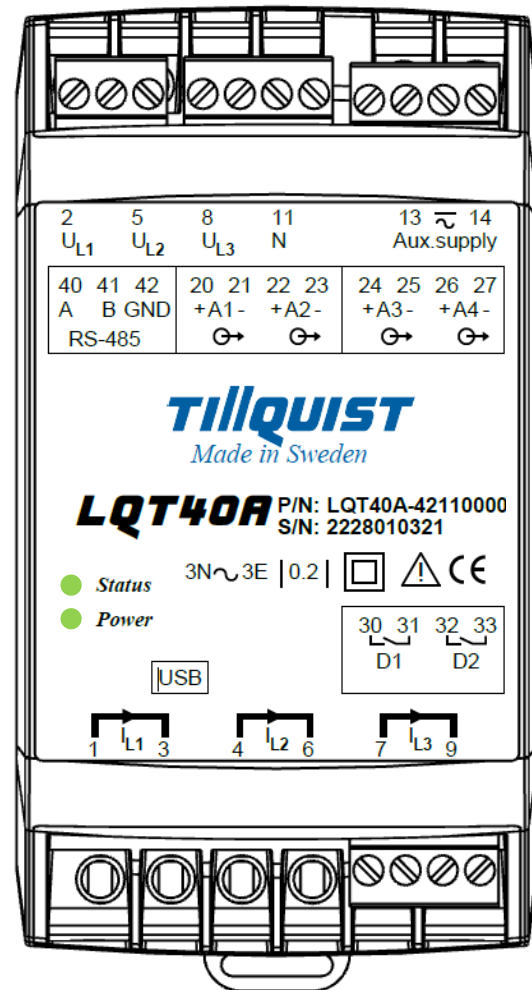 2 5 8 11 13 14
UL1 UL2 UL3 N Aux.supply
40 41 42 20 21 22 23 24 25 26 27
A B GND +A1- +A2- +A3- +A4-
RS-485
TILLQUIST
Made in Sweden
LQT40A
P/N: LQT40A-42110000
S/N: 2228010321
3N~3E |0.2|
CE
Status
Power
30 31 32 33
D1 D2
USB
1 IL1 3 4 IL2 6 7 IL3 9